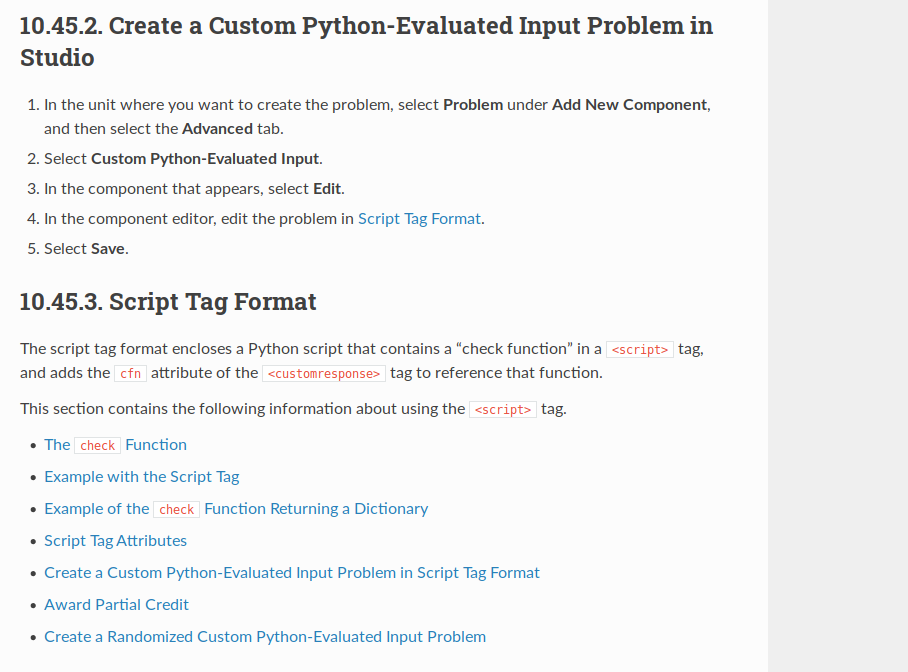 10.45.2. Create a Custom Python-Evaluated Input Problem in
Studio
1. In the unit where you want to create the problem, select Problem under Add New Component,
and then select the Advanced tab.
2. Select Custom Python-Evaluated Input.
3. In the component that appears, select Edit.
4. In the component editor, edit the problem in Script Tag Format.
5. Select Save.
10.45.3. Script Tag Format
The script tag format encloses a Python script that contains a “check function” in a <script> tag,
and adds the cfn attribute of the <customresponse> tag to reference that function.
This section contains the following information about using the <script> tag.
• The check Function
• Example with the Script Tag
• Example of the check Function Returning a Dictionary
• Script Tag Attributes
• Create a Custom Python-Evaluated Input Problem in Script Tag Format
• Award Partial Credit
• Create a Randomized Custom Python-Evaluated Input Problem